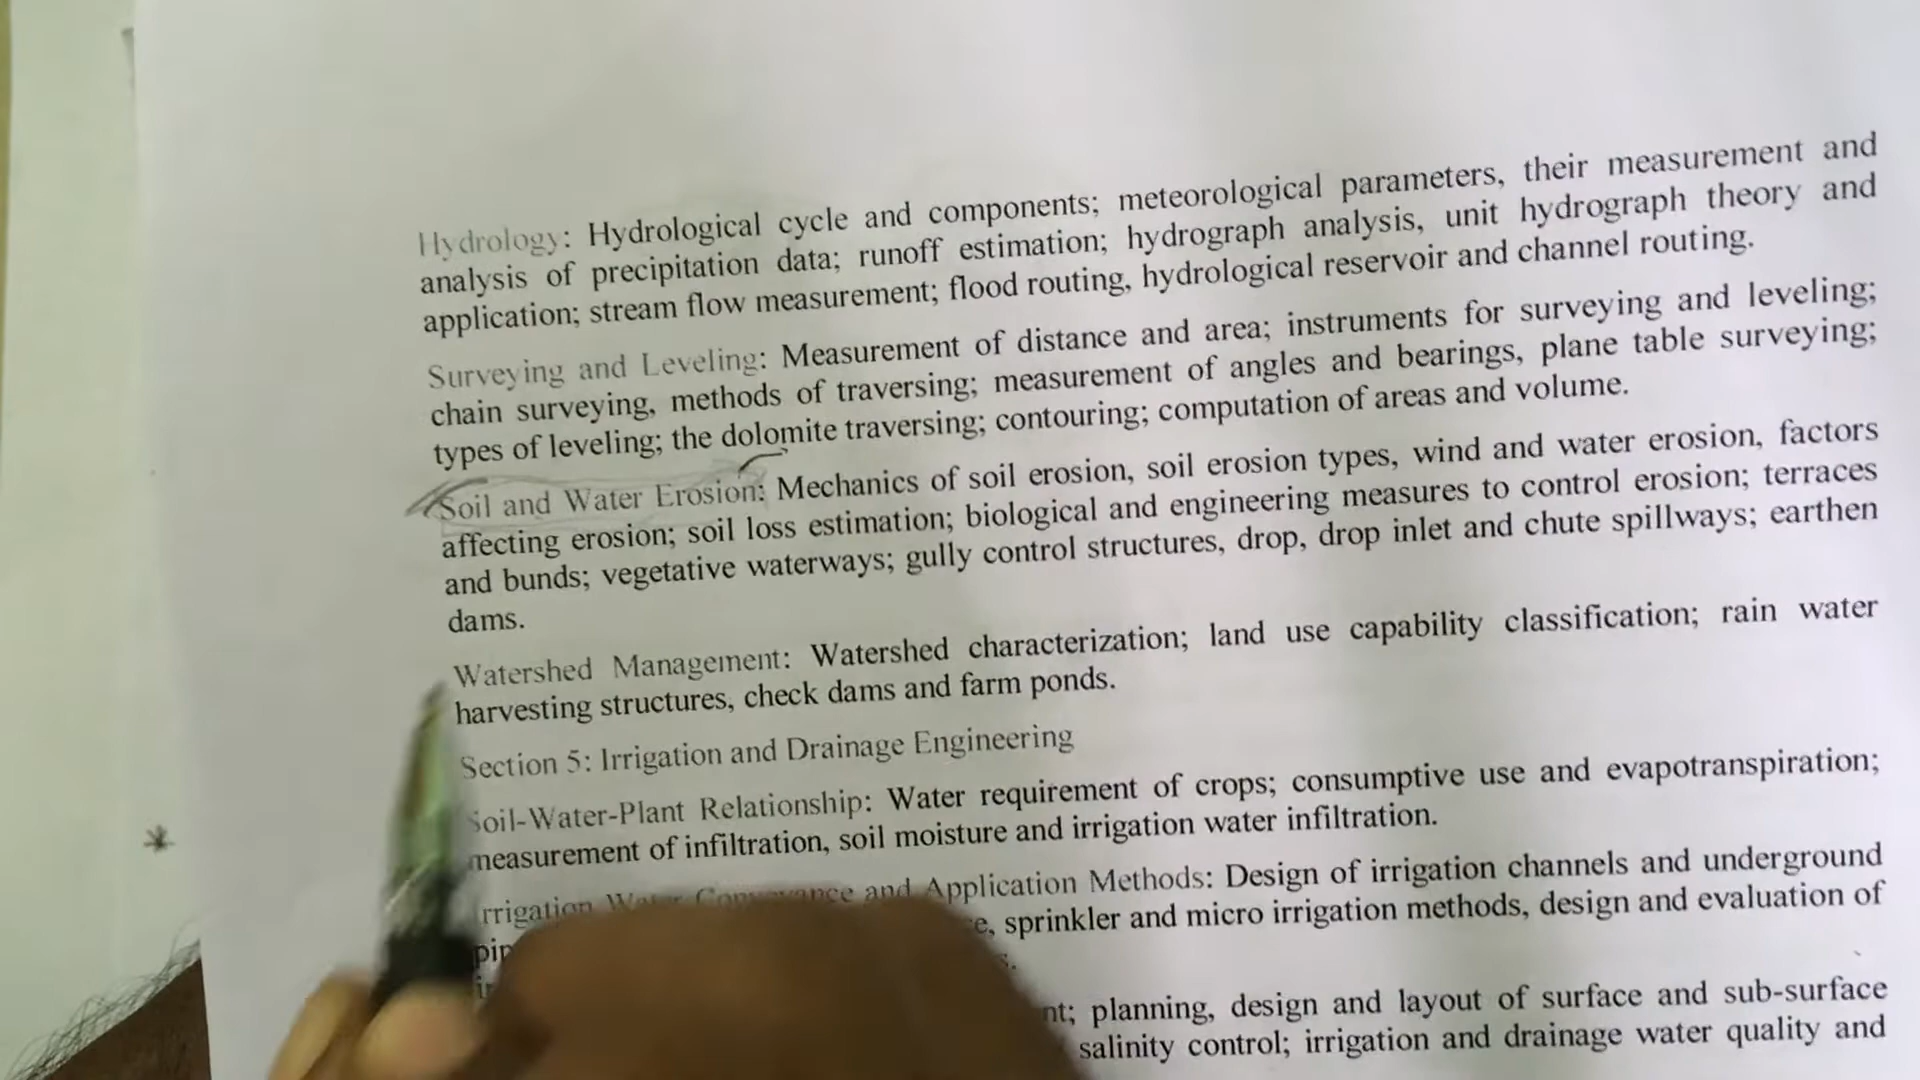 Hydrology: Hydrological cycle and components; meteorological parameters, their measurement and
analysis of precipitation data; runoff estimation; hydrograph analysis, unit hydrograph theory and
application; stream flow measurement; flood routing, hydrological reservoir and channel routing.
Surveying and Leveling: Measurement of distance and area; instruments for surveying and leveling;
chain surveying, methods of traversing; measurement of angles and bearings, plane table surveying;
types of leveling; the dolomite traversing; contouring; computation of areas and volume.
Soil and Water Erosion: Mechanics of soil erosion, soil erosion types, wind and water erosion, factors
affecting erosion; soil loss estimation; biological and engineering measures to control erosion; terraces
and bunds; vegetative waterways; gully control structures, drop, drop inlet and chute spillways; earthen
dams.
Watershed Management: Watershed characterization; land use capability classification; rain water
harvesting structures, check dams and farm ponds.
Section 5: Irrigation and Drainage Engineering
Soil-Water-Plant Relationship: Water requirement of crops; consumptive use and evapotranspiration;
measurement of infiltration, soil moisture and irrigation water infiltration.
Irrigation Water Conveyance and Application Methods: Design of irrigation channels and underground
sprinkler and micro irrigation methods, design and evaluation of
planning, design and layout of surface and sub-surface
salinity control; irrigation and drainage water quality and